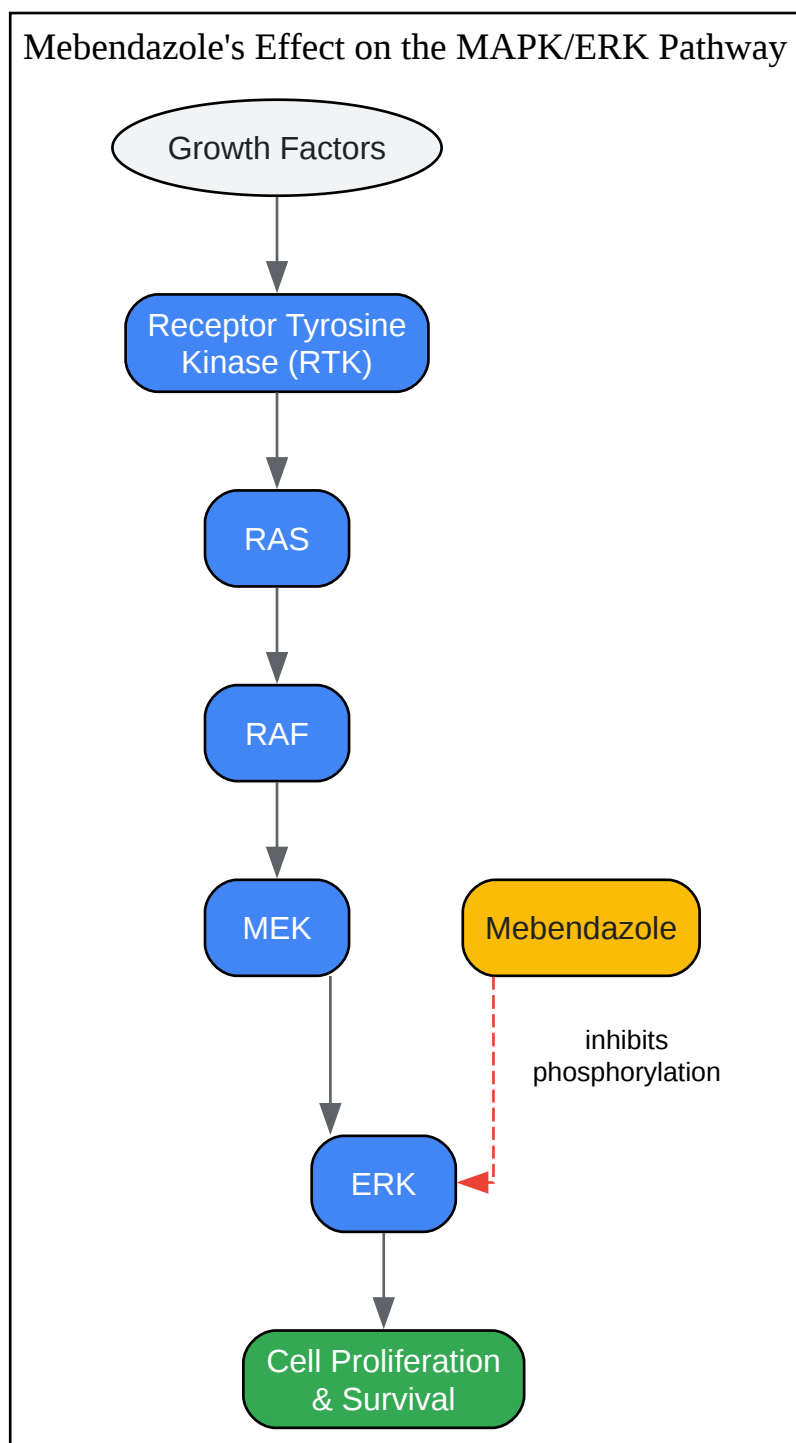 Mebendazole's Effect on the MAPK/ERK Pathway
Growth Factors
Receptor Tyrosine
Kinase (RTK)
RAS
RAF
MEK
Mebendazole
inhibits
phosphorylation
ERK
Cell Proliferation
& Survival